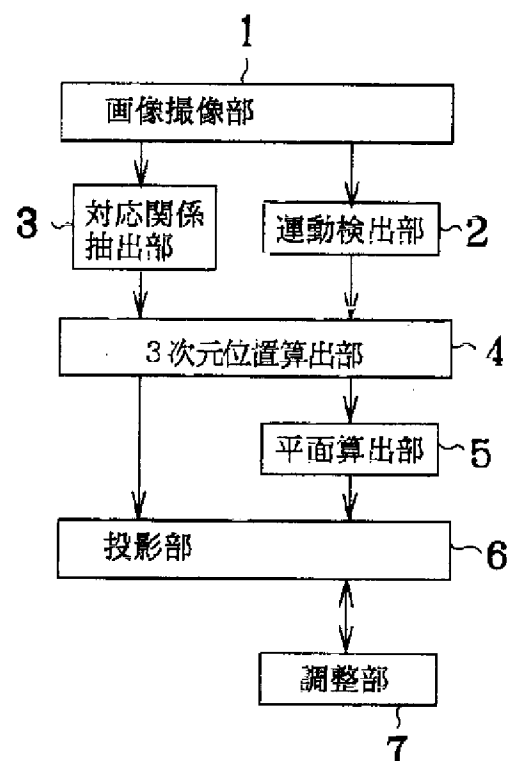 1
画像撮像部
3
対応関係
抽出部
運動検出部
2
3次元位置算出部
4
平面算出部
5
投影部
6
調整部
7